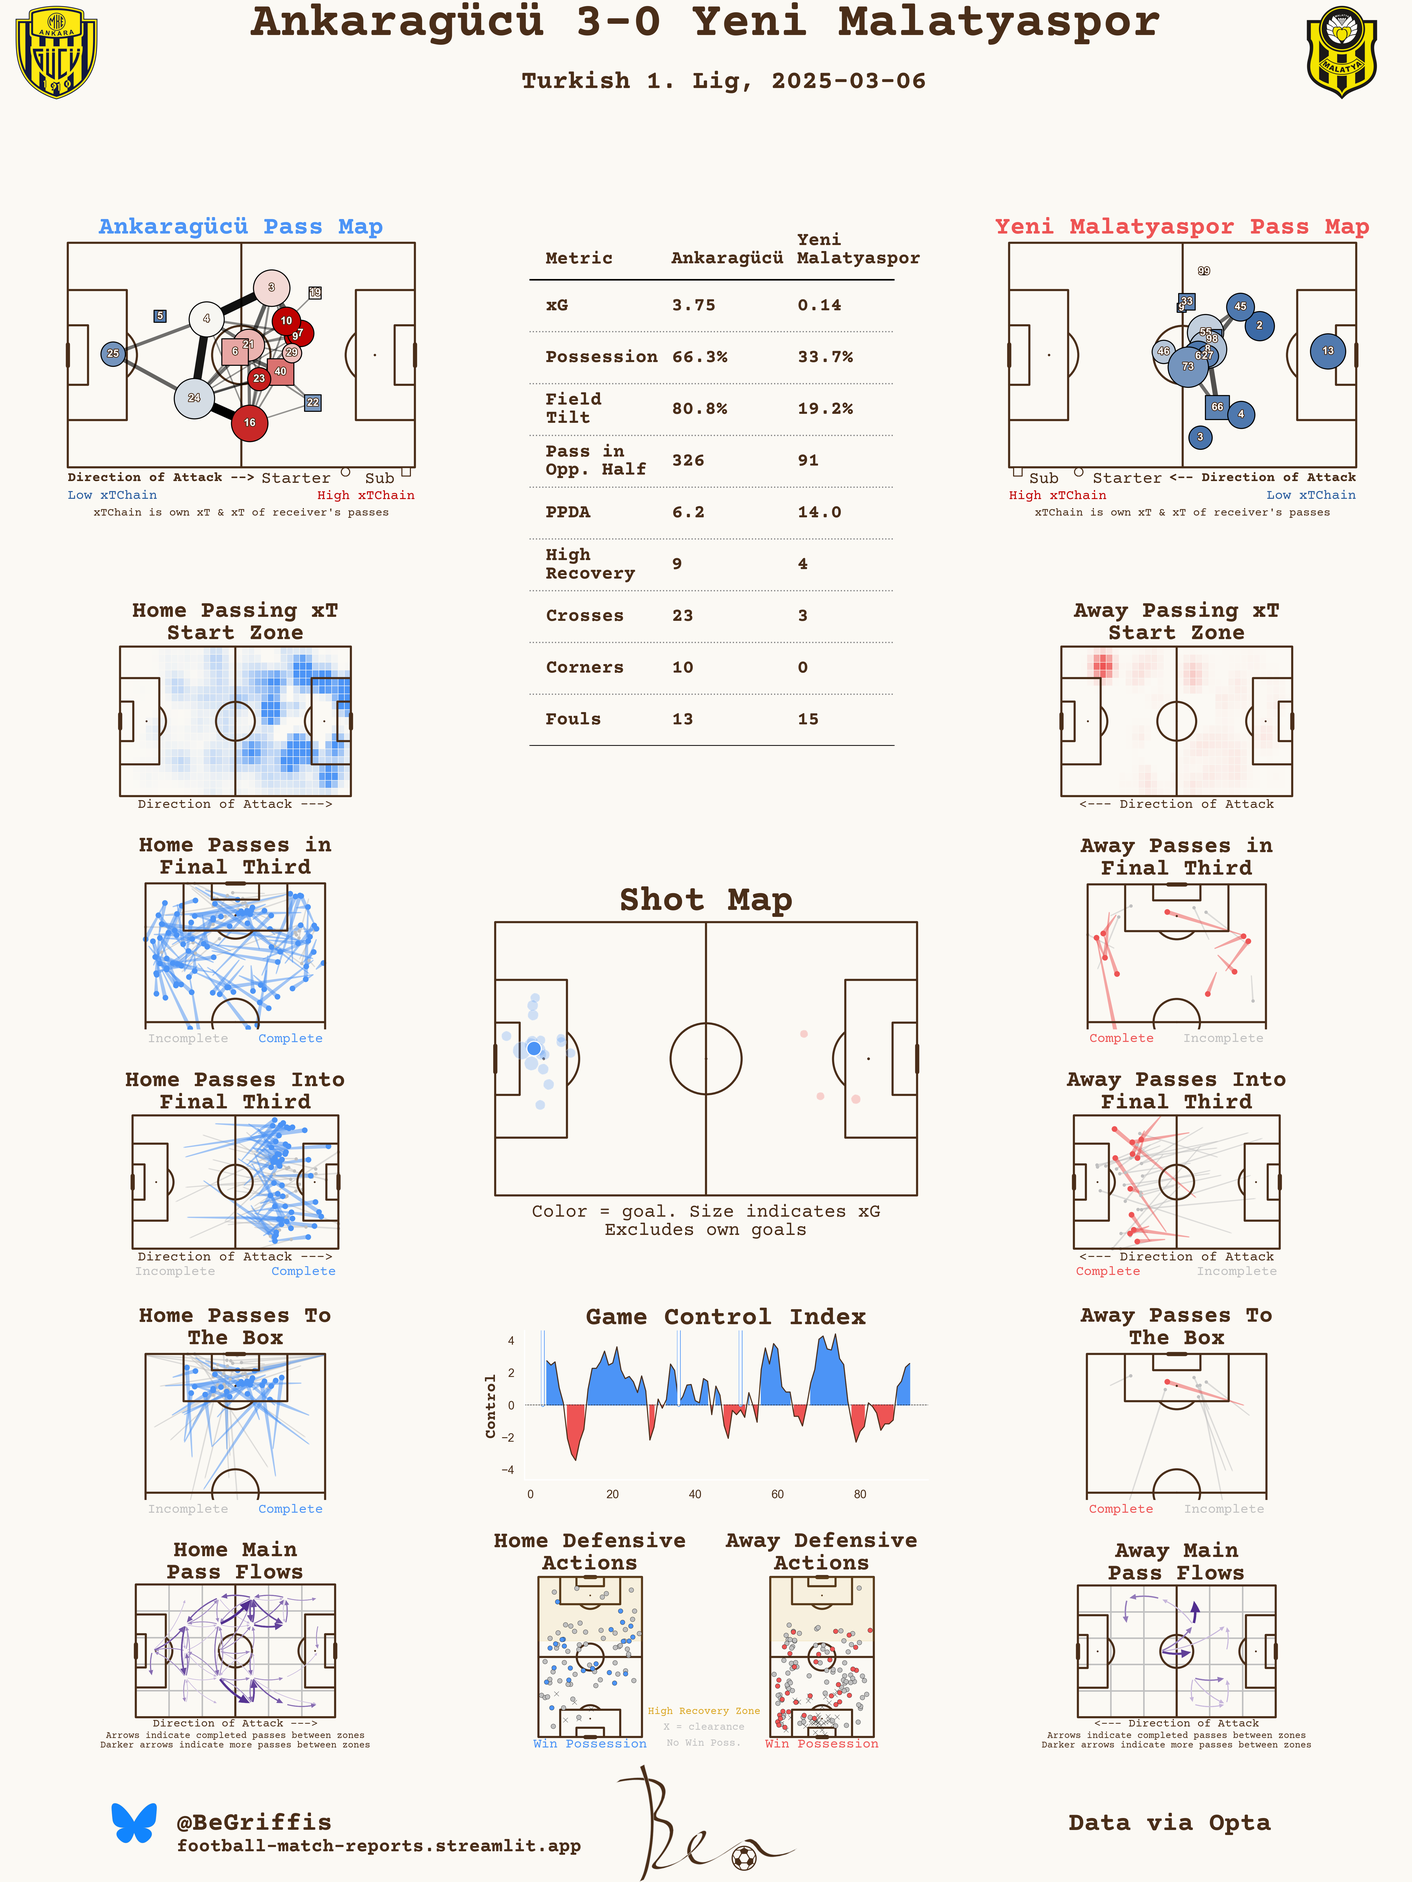 Ankaragücü 3-0 Yeni Malatyaspor
Turkish 1. Lig, 2025-03-06
MKE
ANKARA
GÜCÜ
1910
MALATYA
Ankaragücü Pass Map
3
19
5
4
10
7
9
21
6
29
25
40
23
24
22
16
Direction of Attack --> Starter Sub
Low xTChain High xTChain
xTChain is own xT & xT of receiver's passes
Metric Ankaragücü Yeni Malatyaspor
xG 3.75 0.14
Possession 66.3% 33.7%
Field Tilt 80.8% 19.2%
Pass in Opp. Half 326 91
PPDA 6.2 14.0
High Recovery 9 4
Crosses 23 3
Corners 10 0
Fouls 13 15
Yeni Malatyaspor Pass Map
99
33
9
45
2
55
98
8
46
13
6
27
73
66
4
3
Sub Starter <-- Direction of Attack
High xTChain Low xTChain
xTChain is own xT & xT of receiver's passes
Home Passing xT
Start Zone
Direction of Attack --->
Away Passing xT
Start Zone
<--- Direction of Attack
Home Passes in
Final Third
Incomplete Complete
Away Passes in
Final Third
Complete Incomplete
Shot Map
Color = goal. Size indicates xG
Excludes own goals
Home Passes Into
Final Third
Direction of Attack --->
Incomplete Complete
Away Passes Into
Final Third
<--- Direction of Attack
Complete Incomplete
Home Passes To
The Box
Incomplete Complete
Game Control Index
Control
4
2
0
−2
−4
0 20 40 60 80
Away Passes To
The Box
Complete Incomplete
Home Main
Pass Flows
Direction of Attack --->
Arrows indicate completed passes between zones
Darker arrows indicate more passes between zones
Home Defensive
Actions
Win Possession
Away Defensive
Actions
Win Possession
High Recovery Zone
X = clearance
No Win Poss.
Away Main
Pass Flows
<--- Direction of Attack
Arrows indicate completed passes between zones
Darker arrows indicate more passes between zones
@BeGriffis
football-match-reports.streamlit.app
Ben
Data via Opta